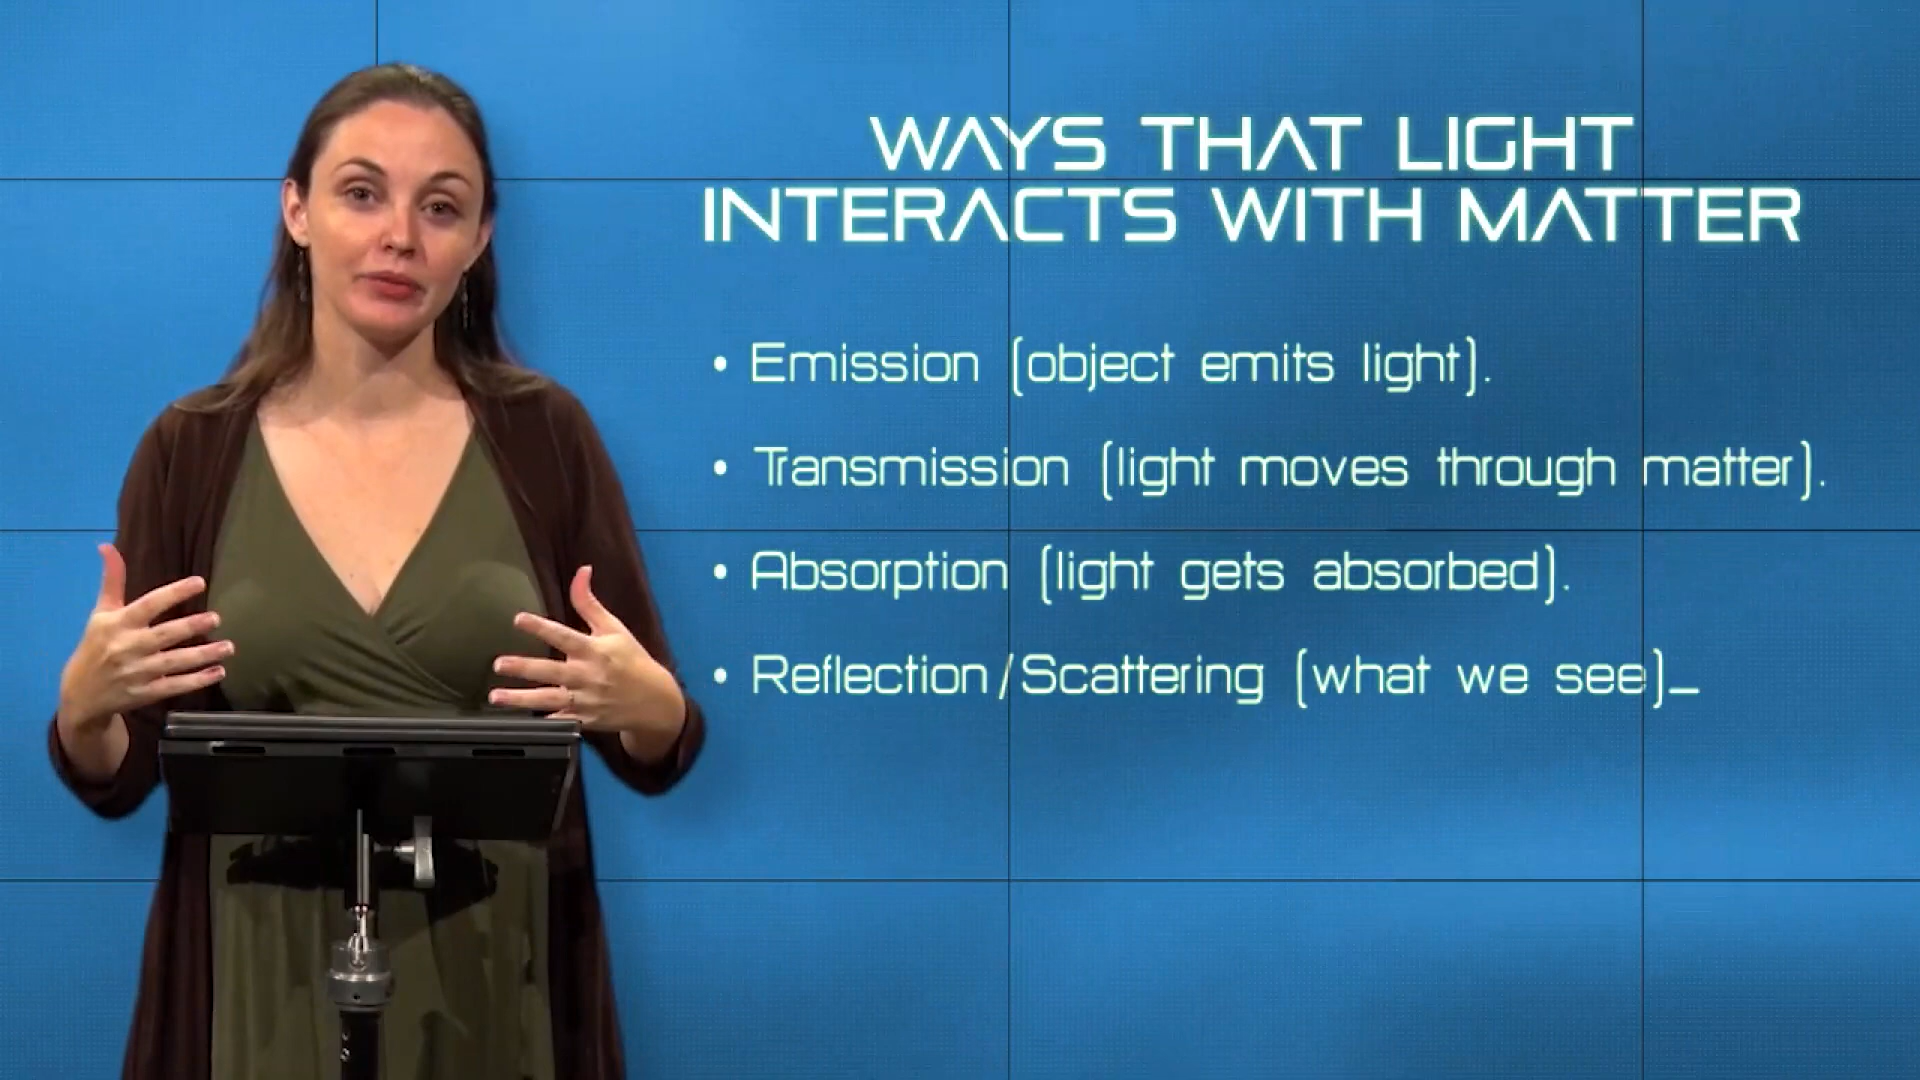 WAYS THAT LIGHT
INTERACTS WITH MATTER
• Emission (object emits light).
• Transmission (light moves through matter).
• Absorption (light gets absorbed).
• Reflection/Scattering (what we see)_